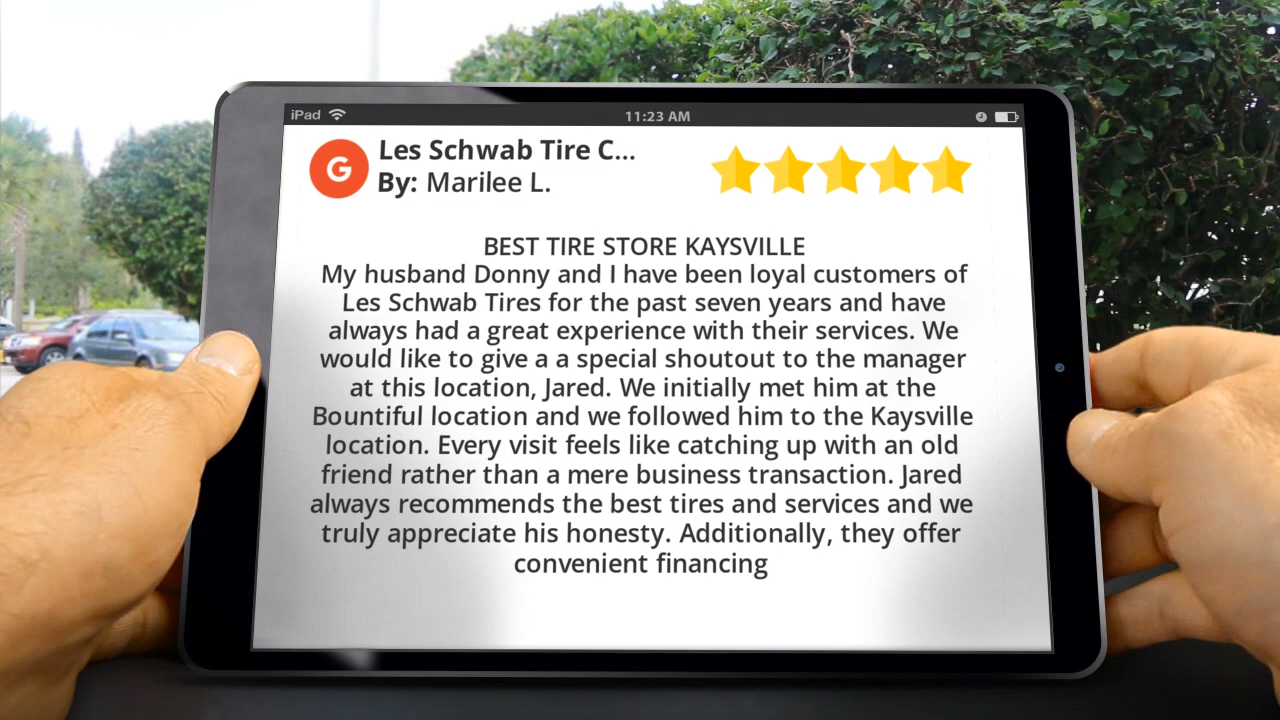 iPad
11:23 AM
G
Les Schwab Tire C...
By: Marilee L.
BEST TIRE STORE KAYSVILLE
My husband Donny and I have been loyal customers of
Les Schwab Tires for the past seven years and have
always had a great experience with their services. We
would like to give a a special shoutout to the manager
at this location, Jared. We initially met him at the
Bountiful location and we followed him to the Kaysville
location. Every visit feels like catching up with an old
friend rather than a mere business transaction. Jared
always recommends the best tires and services and we
truly appreciate his honesty. Additionally, they offer
convenient financing